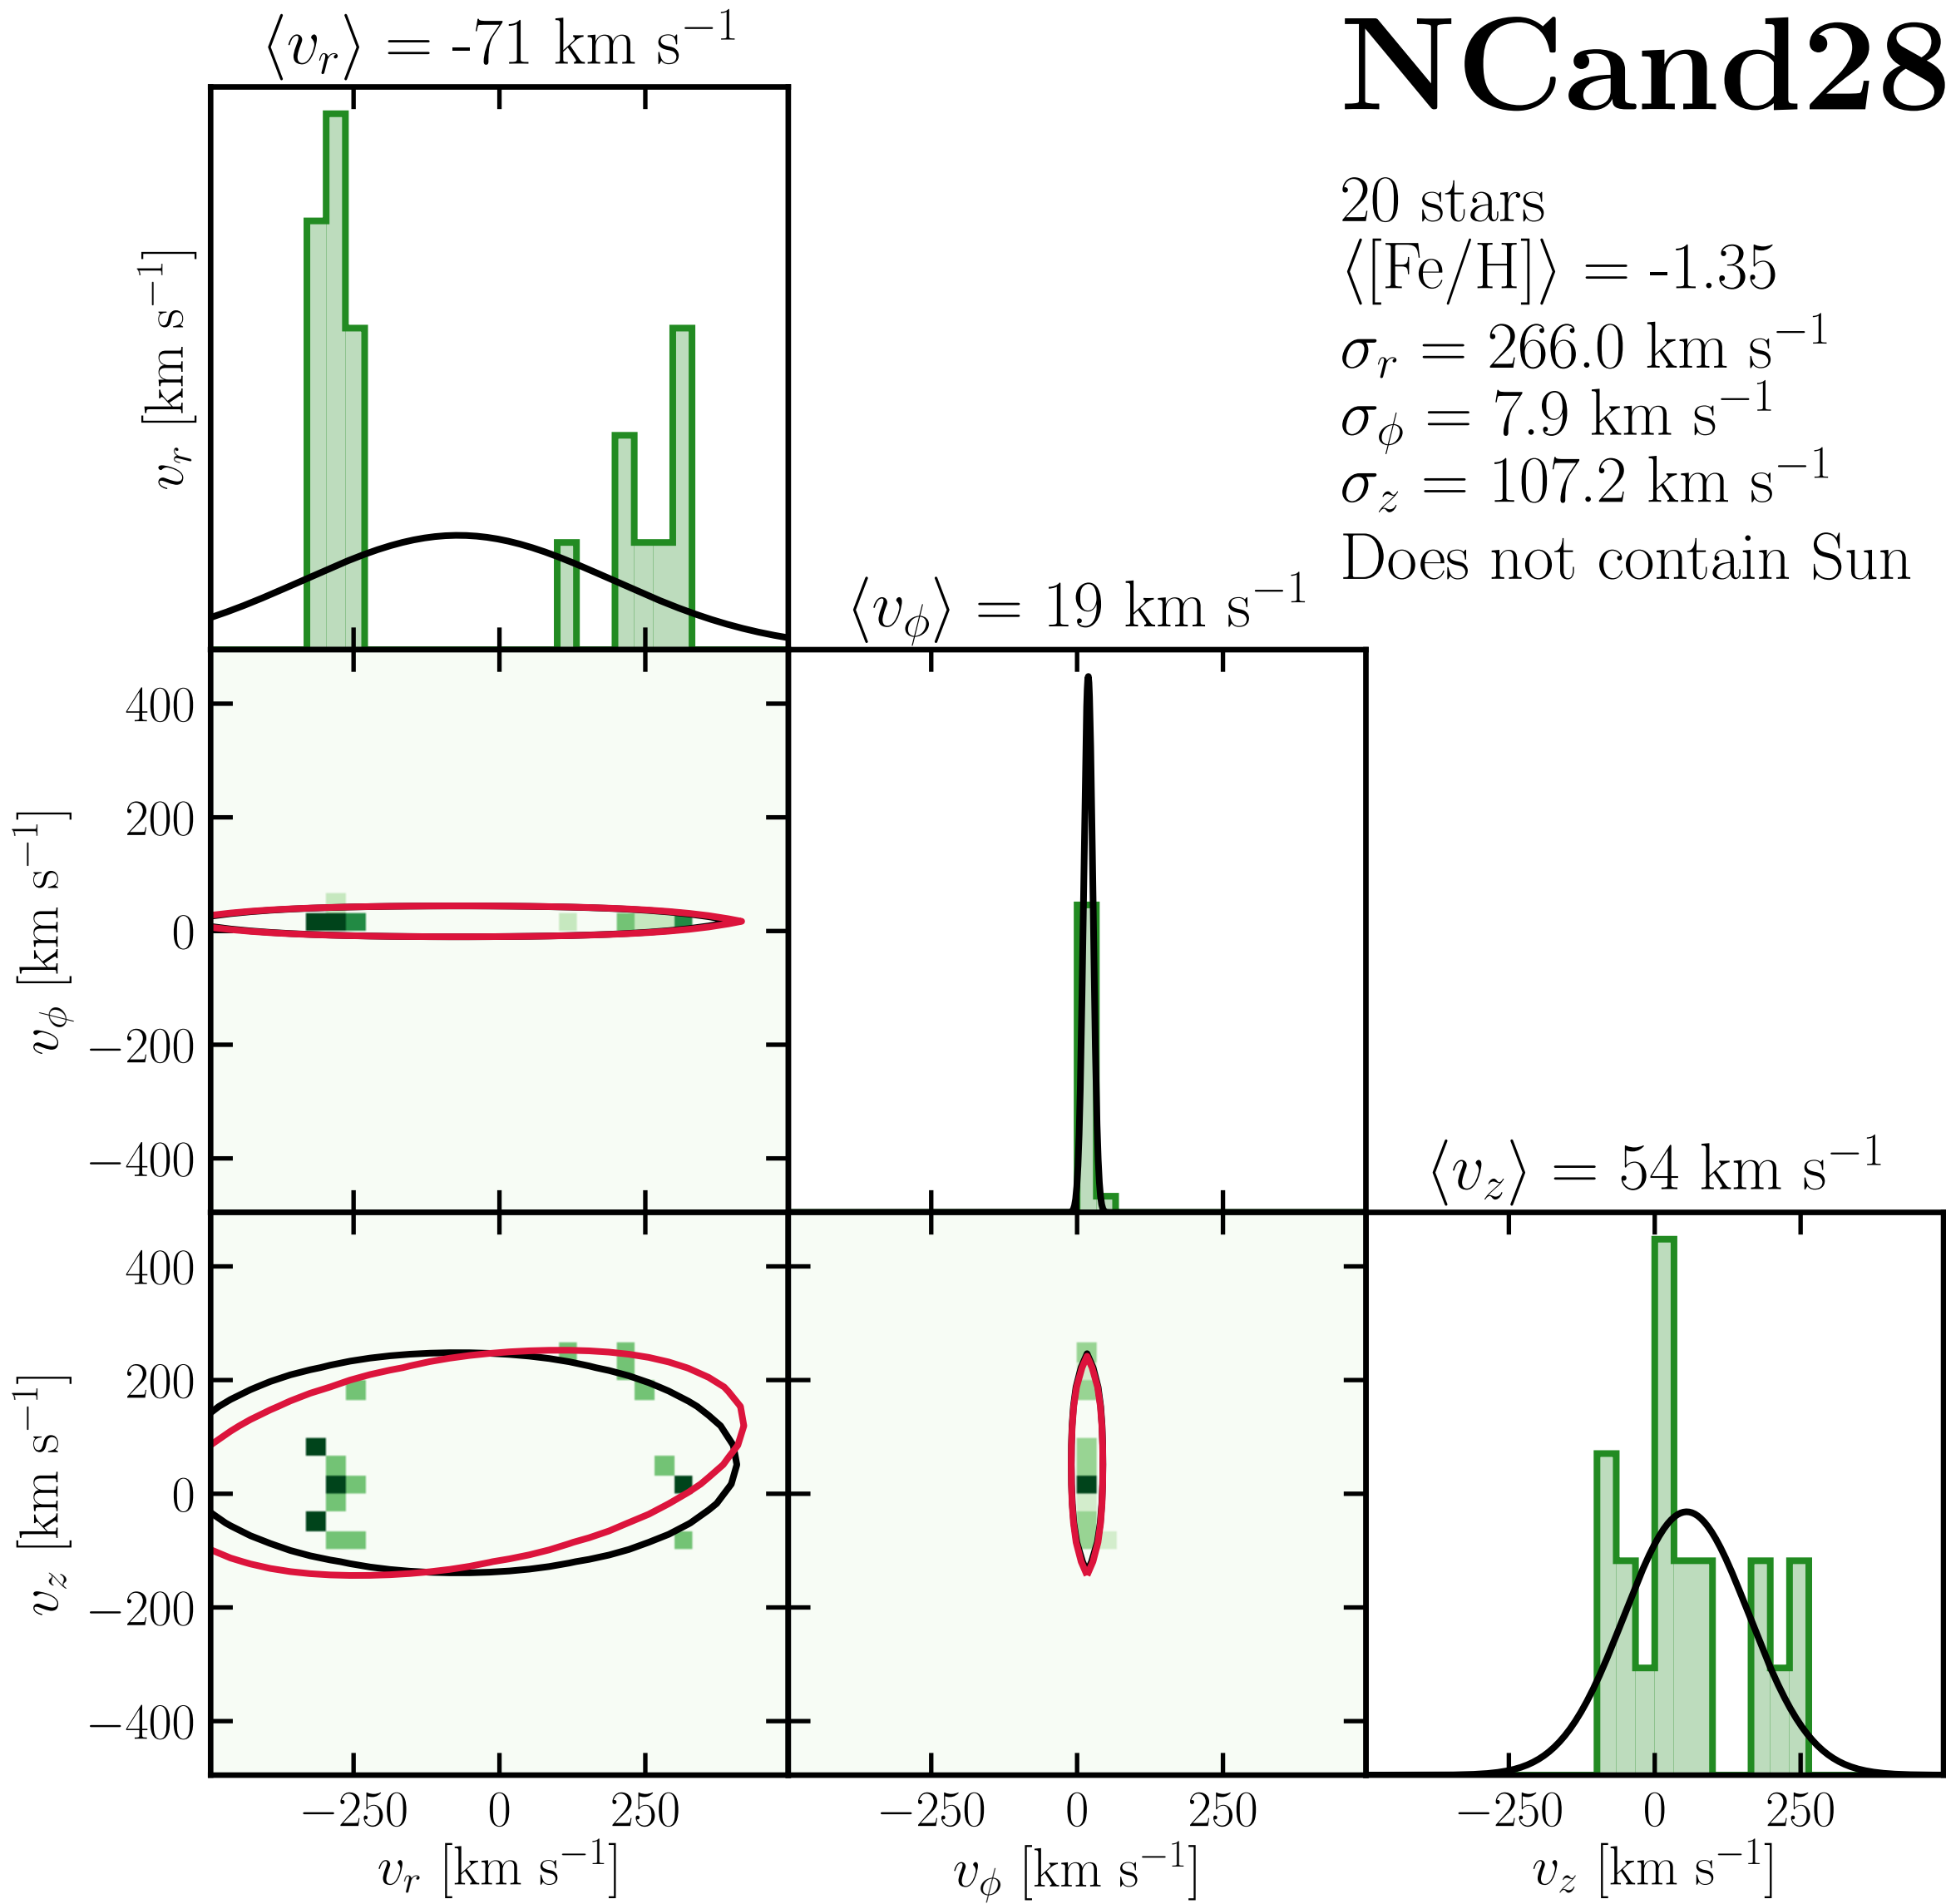 ⟨v_r⟩ = -71 km s⁻¹
NCand28
20 stars
⟨[Fe/H]⟩ = -1.35
σ_r = 266.0 km s⁻¹
σ_ϕ = 7.9 km s⁻¹
σ_z = 107.2 km s⁻¹
Does not contain Sun
v_r [km s⁻¹]
⟨v_ϕ⟩ = 19 km s⁻¹
400
200
0
−200
−400
v_ϕ [km s⁻¹]
⟨v_z⟩ = 54 km s⁻¹
400
200
0
−200
−400
v_z [km s⁻¹]
−250 0 250
−250 0 250
−250 0 250
v_r [km s⁻¹]
v_ϕ [km s⁻¹]
v_z [km s⁻¹]